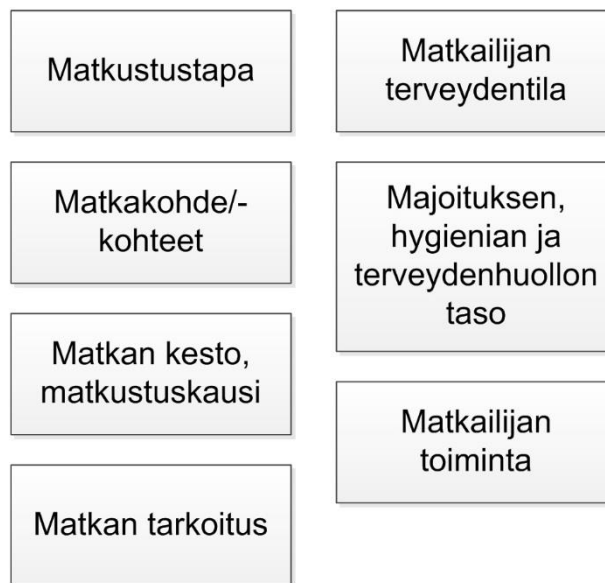 Matkustustapa
Matkakohde/-
kohteet
Matkan kesto,
matkustuskausi
Matkan tarkoitus
Matkailijan
terveydentila
Majoituksen,
hygienian ja
terveydenhuollon
taso
Matkailijan
toiminta